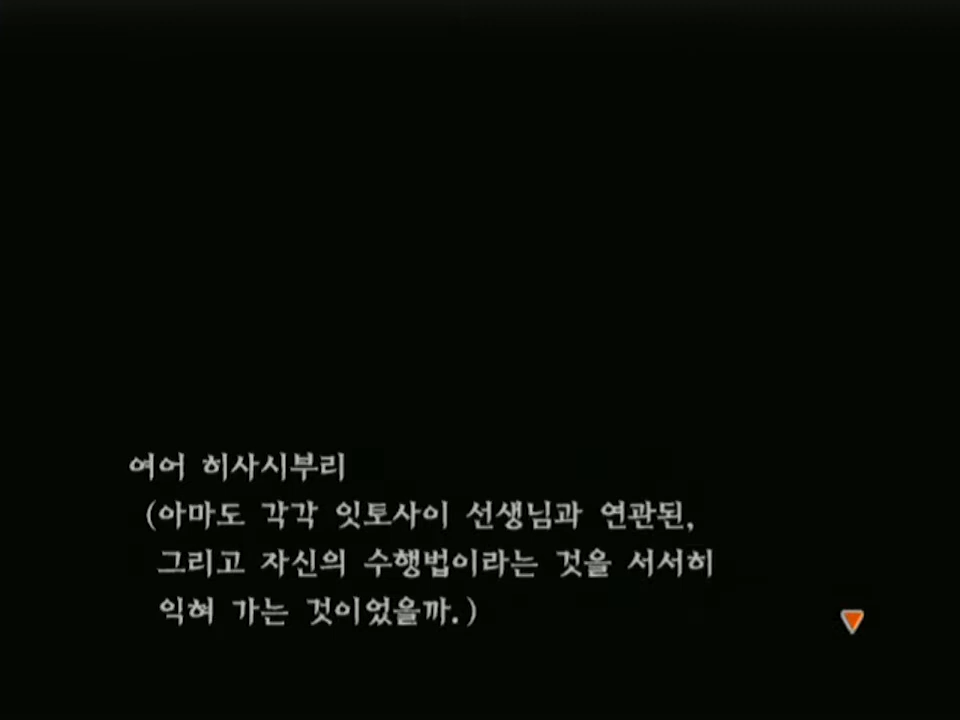 여어 히사시부리
(아마도 각각 잇토사이 선생님과 연관된,
그리고 자신의 수행법이라는 것을 서서히
익혀 가는 것이었을까.)